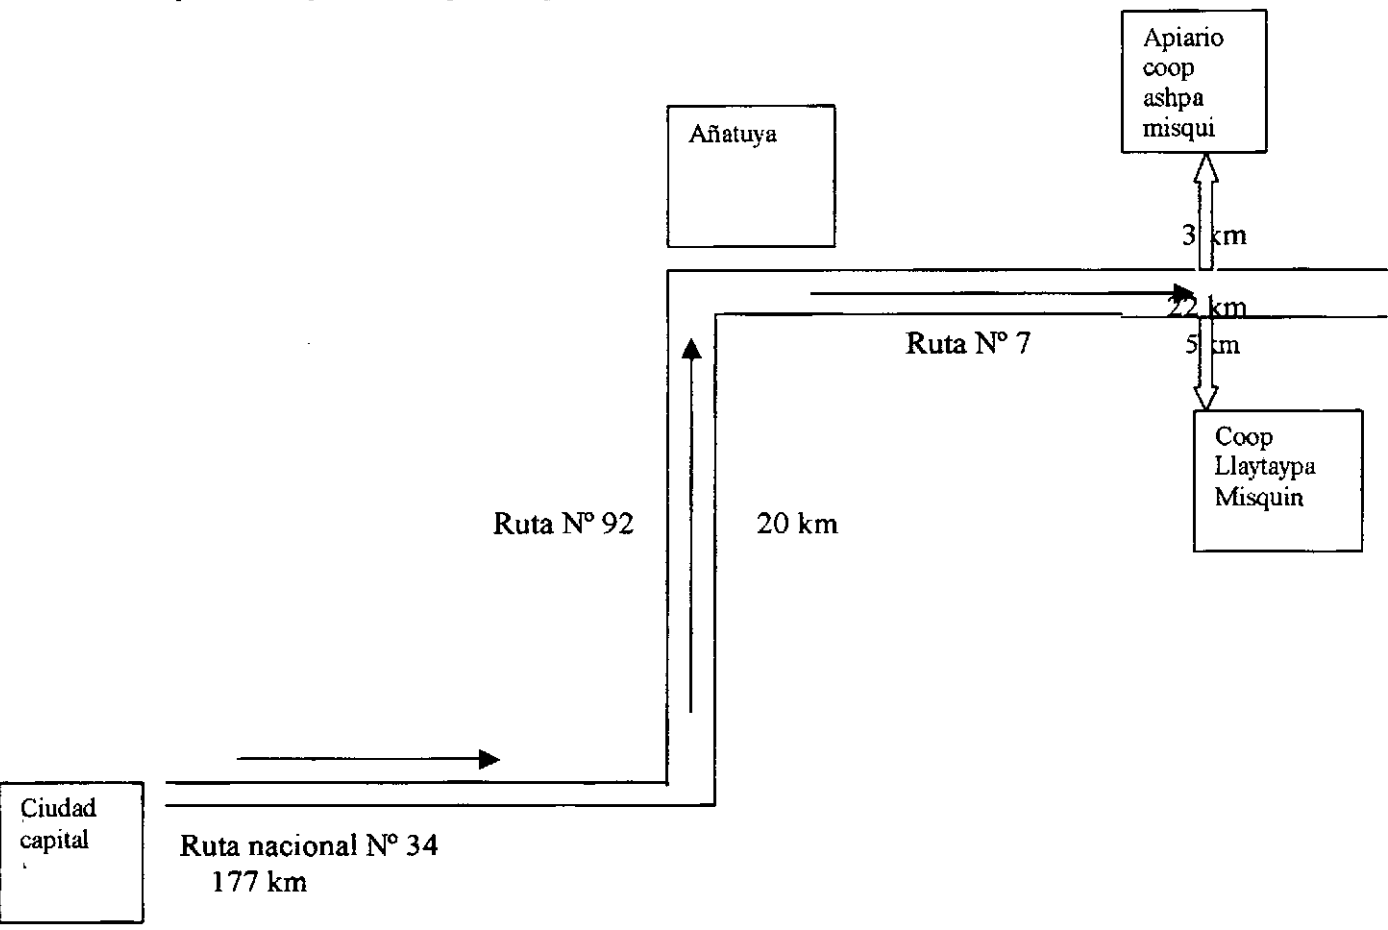 Apiario
coop
ashpa
misqui
Añatuya
3 km
22 km
Ruta Nº 7
5 km
Coop
Llaytaypa
Misquin
Ruta Nº 92
20 km
Ciudad
capital
Ruta nacional Nº 34
177 km